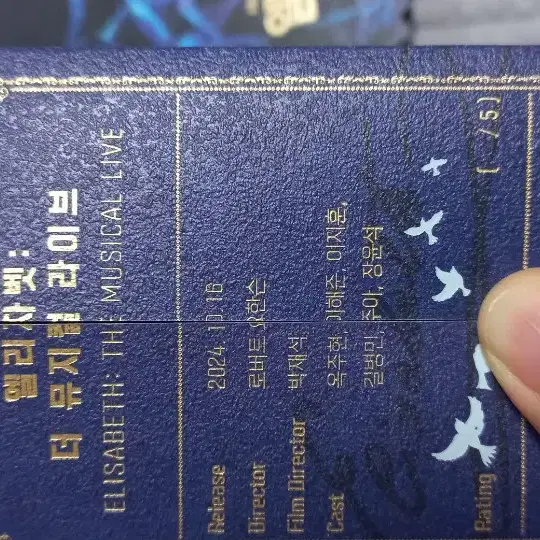 엘리자벳:
더 뮤지컬 라이브
ELISABETH: THE MUSICAL LIVE
Release 2024. 10. 16
Director 로버트 요한슨
Film Director 박재석
Cast 옥주현, 이해준, 이지훈,
길병민, 주아, 장윤석
Rating ( /5)